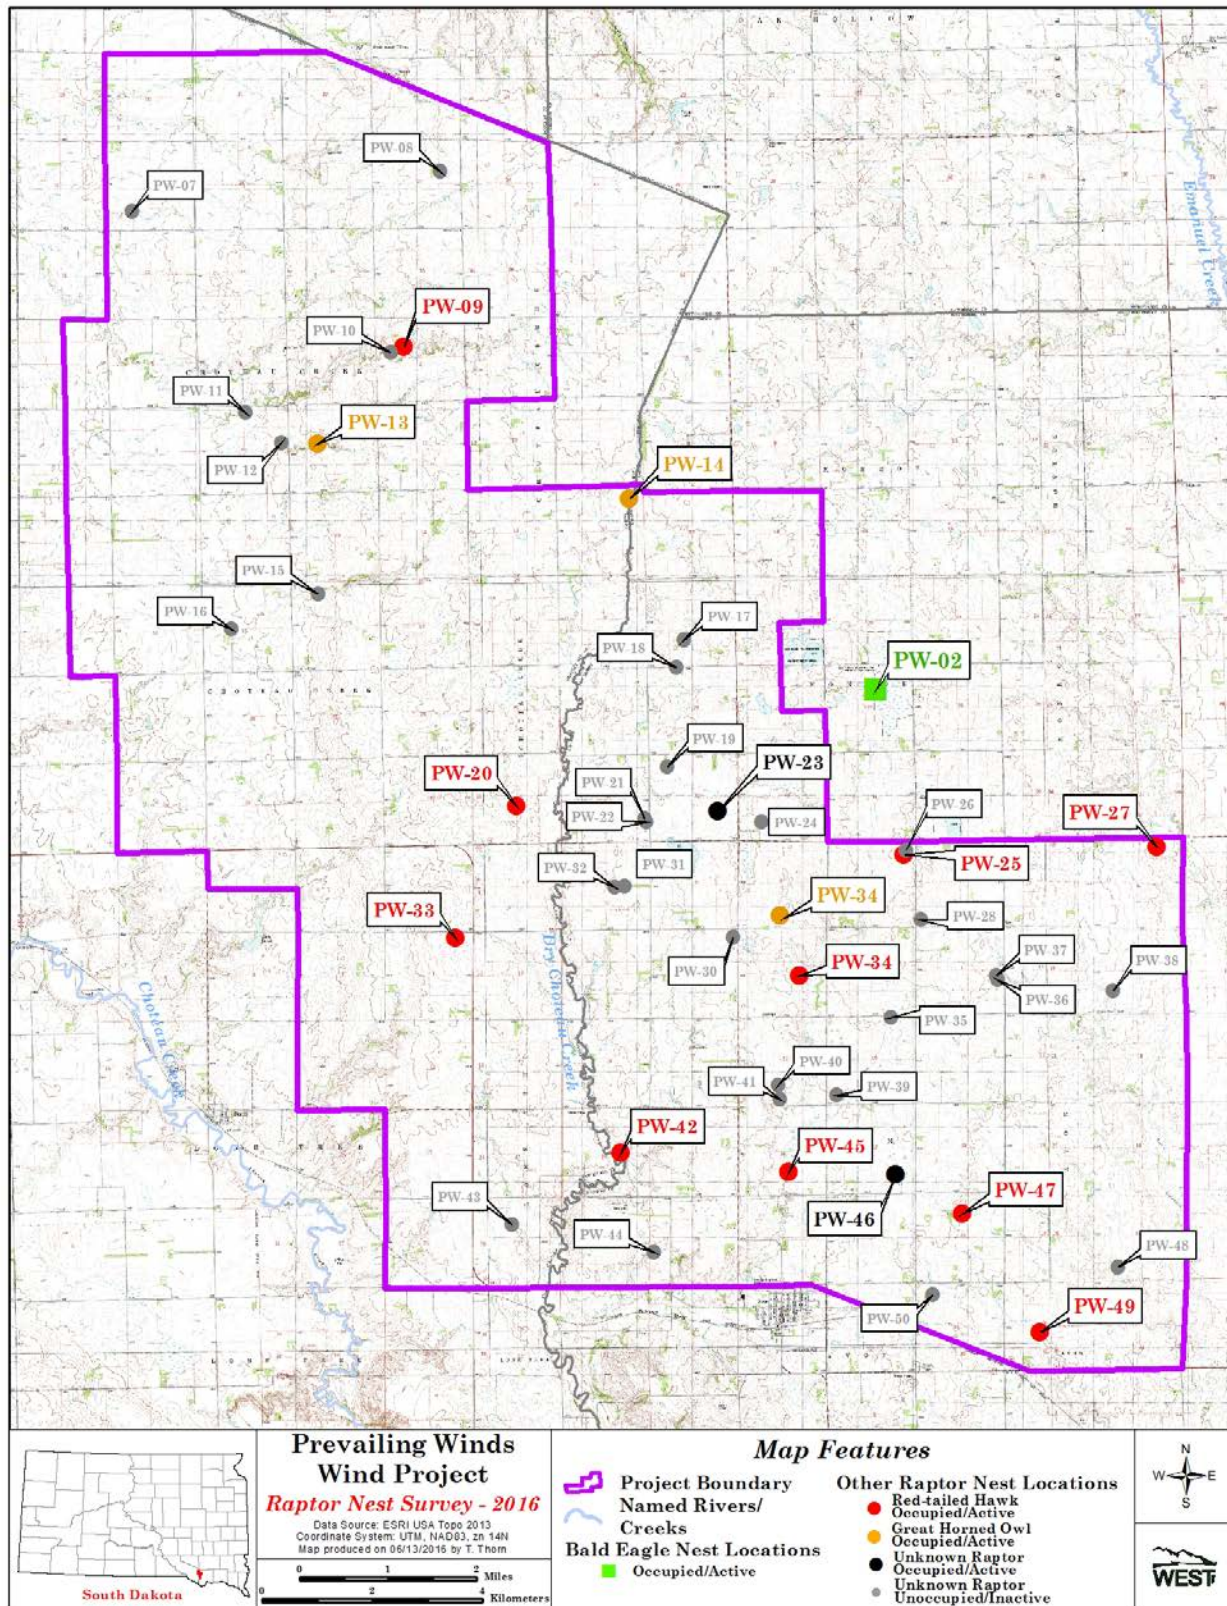 OAK HOLLOW
PW-08
PW-07
Emanuel Creek
PW-09
PW-10
CHOTEAU CREEK
PW-11
PW-13
PW-12
PW-14
PW-15
PW-16
PW-17
PW-18
PW-02
CHOTEAU CREEK
PW-19
PW-20
PW-23
PW-21
PW-22
PW-24
PW-26
PW-27
PW-25
PW-32
PW-31
PW-33
PW-34
PW-28
PW-37
PW-30
PW-34
PW-38
PW-36
Choteau Creek
Dry Choteau Creek
PW-35
PW-40
PW-41
PW-39
PW-42
PW-45
PW-47
PW-43
PW-46
PW-44
PW-48
PW-50
PW-49
Prevailing Winds
Wind Project
Raptor Nest Survey - 2016
Data Source: ESRI USA Topo 2013
Coordinate System: UTM, NAD83, zn 14N
Map produced on 06/13/2016 by T. Thorn
0 1 2
Miles
0 2 4
Kilometers
South Dakota
Map Features
Project Boundary
Named Rivers/
Creeks
Bald Eagle Nest Locations
Occupied/Active
Other Raptor Nest Locations
Red-tailed Hawk
Occupied/Active
Great Horned Owl
Occupied/Active
Unknown Raptor
Occupied/Active
Unknown Raptor
Unoccupied/Inactive
N
W E
S
WEST